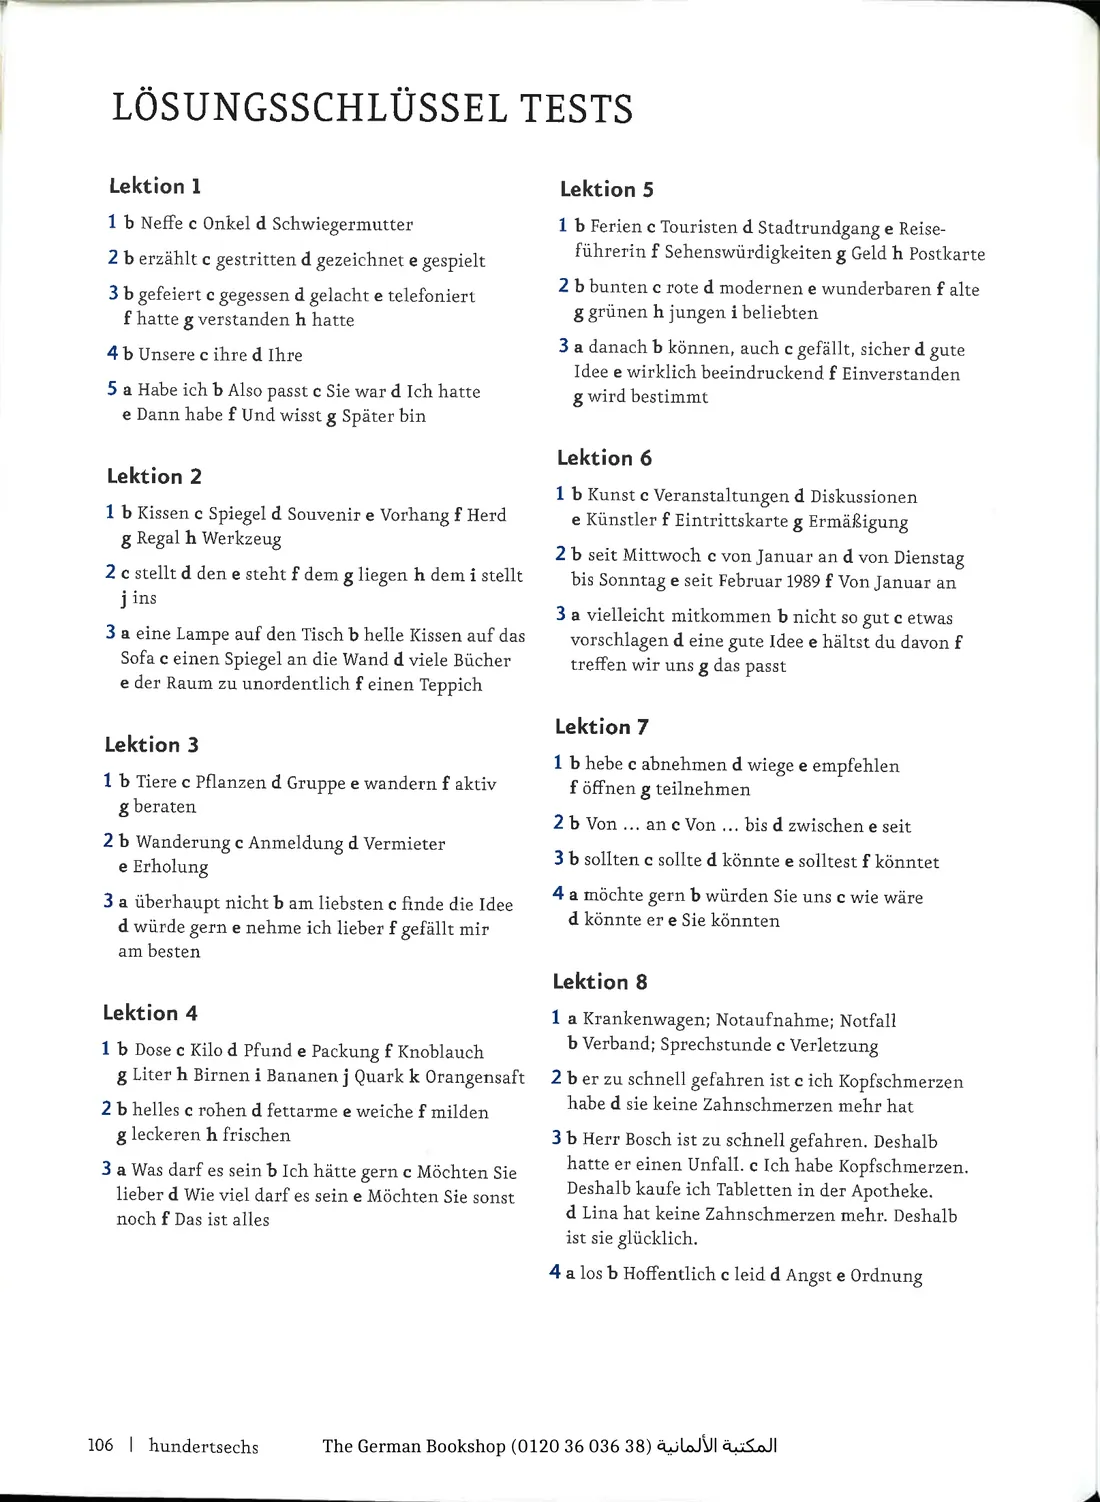 LÖSUNGSSCHLÜSSEL TESTS
Lektion 1
1 b Neffe c Onkel d Schwiegermutter
2 b erzählt c gestritten d gezeichnet e gespielt
3 b gefeiert c gegessen d gelacht e telefoniert
f hatte g verstanden h hatte
4 b Unsere c ihre d Ihre
5 a Habe ich b Also passt c Sie war d Ich hatte
e Dann habe f Und wisst g Später bin
Lektion 2
1 b Kissen c Spiegel d Souvenir e Vorhang f Herd
g Regal h Werkzeug
2 c stellt d den e steht f dem g liegen h dem i stellt
j ins
3 a eine Lampe auf den Tisch b helle Kissen auf das
Sofa c einen Spiegel an die Wand d viele Bücher
e der Raum zu unordentlich f einen Teppich
Lektion 3
1 b Tiere c Pflanzen d Gruppe e wandern f aktiv
g beraten
2 b Wanderung c Anmeldung d Vermieter
e Erholung
3 a überhaupt nicht b am liebsten c finde die Idee
d würde gern e nehme ich lieber f gefällt mir
am besten
Lektion 4
1 b Dose c Kilo d Pfund e Packung f Knoblauch
g Liter h Birnen i Bananen j Quark k Orangensaft
2 b helles c rohen d fettarme e weiche f milden
g leckeren h frischen
3 a Was darf es sein b Ich hätte gern c Möchten Sie
lieber d Wie viel darf es sein e Möchten Sie sonst
noch f Das ist alles
Lektion 5
1 b Ferien c Touristen d Stadtrundgang e Reise-
führerin f Sehenswürdigkeiten g Geld h Postkarte
2 b bunten c rote d modernen e wunderbaren f alte
g grünen h jungen i beliebten
3 a danach b können, auch c gefällt, sicher d gute
Idee e wirklich beeindruckend f Einverstanden
g wird bestimmt
Lektion 6
1 b Kunst c Veranstaltungen d Diskussionen
e Künstler f Eintrittskarte g Ermäßigung
2 b seit Mittwoch c von Januar an d von Dienstag
bis Sonntag e seit Februar 1989 f Von Januar an
3 a vielleicht mitkommen b nicht so gut c etwas
vorschlagen d eine gute Idee e hältst du davon f
treffen wir uns g das passt
Lektion 7
1 b hebe c abnehmen d wiege e empfehlen
f öffnen g teilnehmen
2 b Von ... an c Von ... bis d zwischen e seit
3 b sollten c sollte d könnte e solltest f könntet
4 a möchte gern b würden Sie uns c wie wäre
d könnte er e Sie könnten
Lektion 8
1 a Krankenwagen; Notaufnahme; Notfall
b Verband; Sprechstunde c Verletzung
2 b er zu schnell gefahren ist c ich Kopfschmerzen
habe d sie keine Zahnschmerzen mehr hat
3 b Herr Bosch ist zu schnell gefahren. Deshalb
hatte er einen Unfall. c Ich habe Kopfschmerzen.
Deshalb kaufe ich Tabletten in der Apotheke.
d Lina hat keine Zahnschmerzen mehr. Deshalb
ist sie glücklich.
4 a los b Hoffentlich c leid d Angst e Ordnung
106 | hundertsechs
The German Bookshop (0120 36 036 38) المكتبة الألمانية